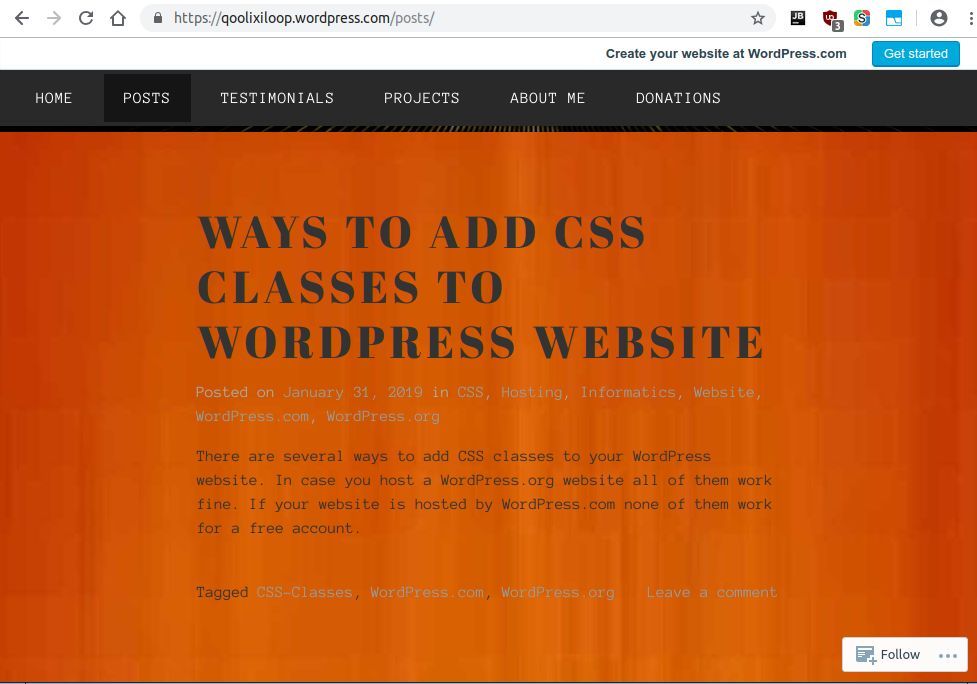 https://qoolixiloop.wordpress.com/posts/
JB
3
S
Create your website at WordPress.com Get started
HOME POSTS TESTIMONIALS PROJECTS ABOUT ME DONATIONS
WAYS TO ADD CSS
CLASSES TO
WORDPRESS WEBSITE
Posted on January 31, 2019 in CSS, Hosting, Informatics, Website,
WordPress.com, WordPress.org
There are several ways to add CSS classes to your WordPress
website. In case you host a WordPress.org website all of them work
fine. If your website is hosted by WordPress.com none of them work
for a free account.
Tagged CSS-Classes, WordPress.com, WordPress.org Leave a comment
Follow